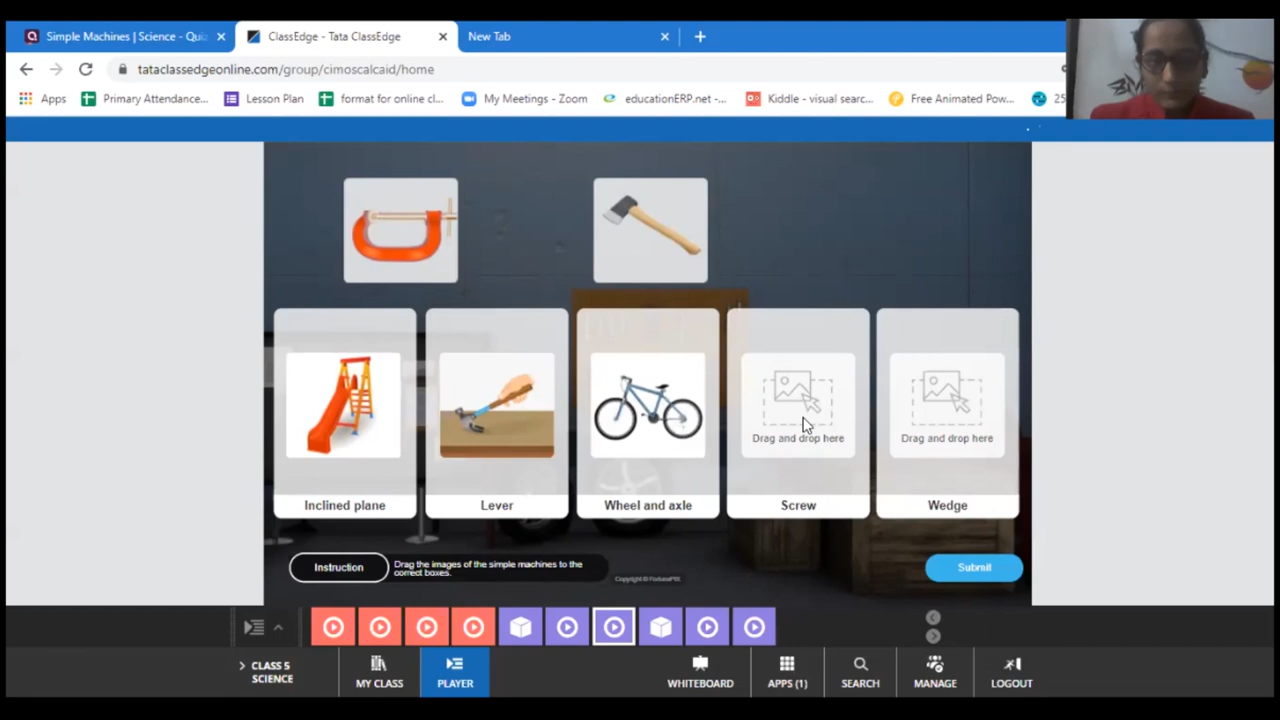 Simple Machines | Science - Quiz
ClassEdge - Tata ClassEdge
New Tab
tataclassedgeonline.com/group/cimoscalcaid/home
Apps
Primary Attendance...
Lesson Plan
format for online cl...
My Meetings - Zoom
educationERP.net -...
Kiddle - visual searc...
Free Animated Pow...
25
Drag and drop here
Drag and drop here
Inclined plane
Lever
Wheel and axle
Screw
Wedge
Instruction
Drag the images of the simple machines to the
correct boxes.
Submit
CLASS 5
SCIENCE
MY CLASS
PLAYER
WHITEBOARD
APPS (1)
SEARCH
MANAGE
LOGOUT